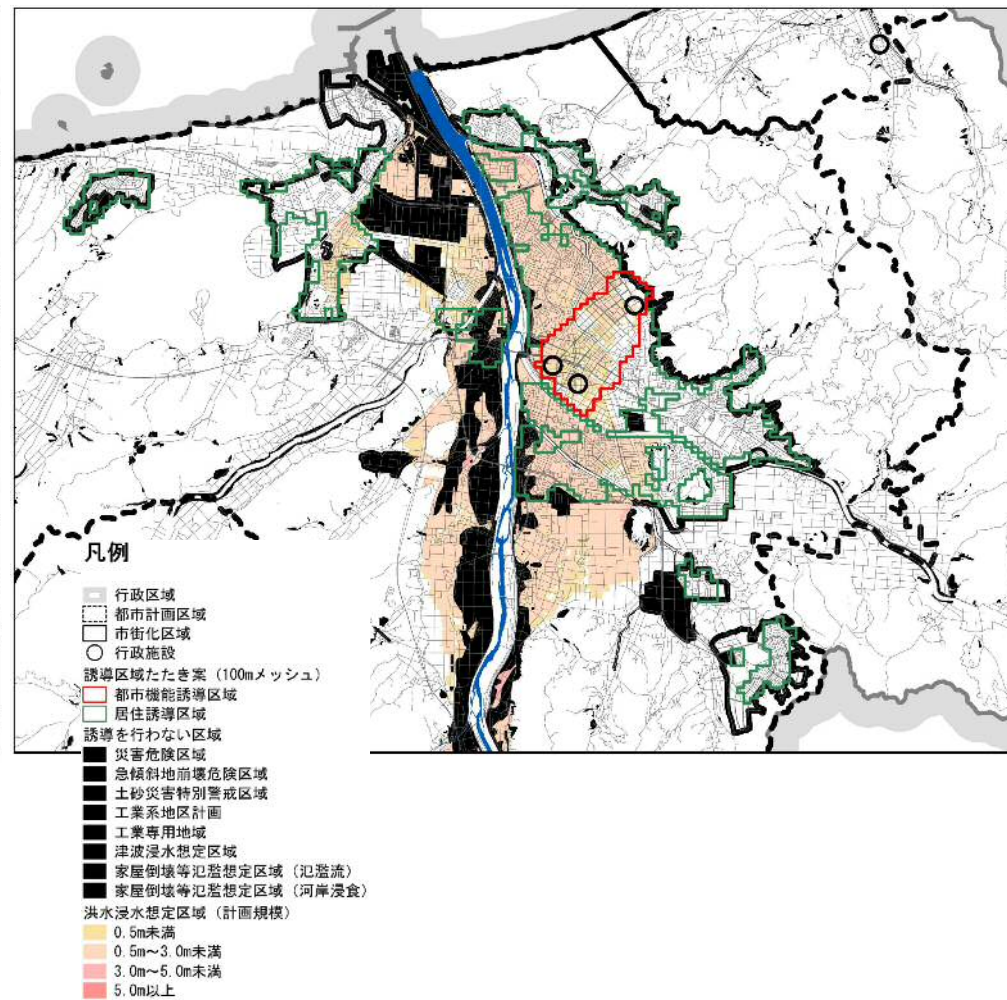 凡例
行政区域
都市計画区域
市街化区域
行政施設
誘導区域たたき案（100mメッシュ）
都市機能誘導区域
居住誘導区域
誘導を行わない区域
災害危険区域
急傾斜地崩壊危険区域
土砂災害特別警戒区域
工業系地区計画
工業専用地域
津波浸水想定区域
家屋倒壊等氾濫想定区域（氾濫流）
家屋倒壊等氾濫想定区域（河岸浸食）
洪水浸水想定区域（計画規模）
0.5m未満
0.5m～3.0m未満
3.0m～5.0m未満
5.0m以上